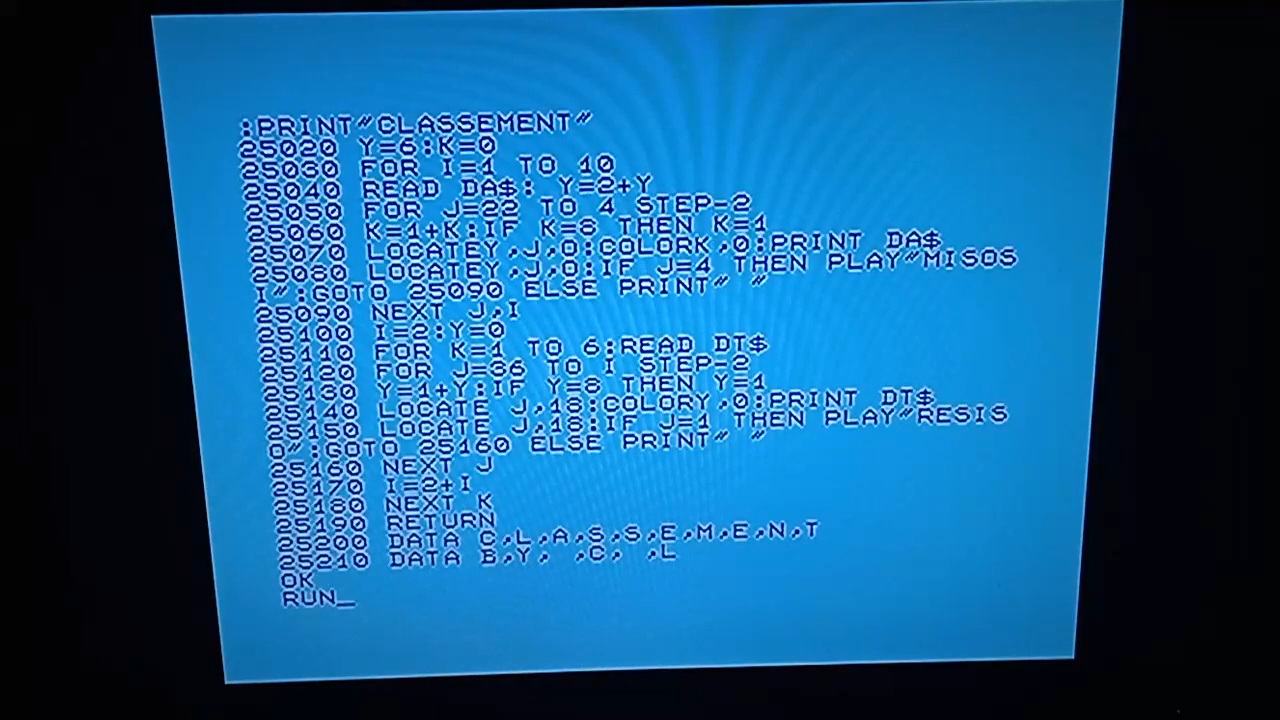 :PRINT"CLASSEMENT"
25020 Y=6:K=0
25030 FOR I=1 TO 10
25040 READ DA$: Y=2+Y
25050 FOR J=22 TO 4 STEP-2
25060 K=1+K:IF K=8 THEN K=1
25070 LOCATEY,J,0:COLORK,0:PRINT DA$
25080 LOCATEY,J,0:IF J=4 THEN PLAY"MISOS
I":GOTO 25090 ELSE PRINT" "
25090 NEXT J,I
25100 I=2:Y=0
25110 FOR K=1 TO 6:READ DT$
25120 FOR J=36 TO I STEP-2
25130 Y=1+Y:IF Y=8 THEN Y=1
25140 LOCATE J,18:COLORY,0:PRINT DT$
25150 LOCATE J,18:IF J=1 THEN PLAY"RESIS
O":GOTO 25160 ELSE PRINT" "
25160 NEXT J
25170 I=2+I
25180 NEXT K
25190 RETURN
25200 DATA C,L,A,S,S,E,M,E,N,T
25210 DATA B,Y, ,C, ,L
OK
RUN_